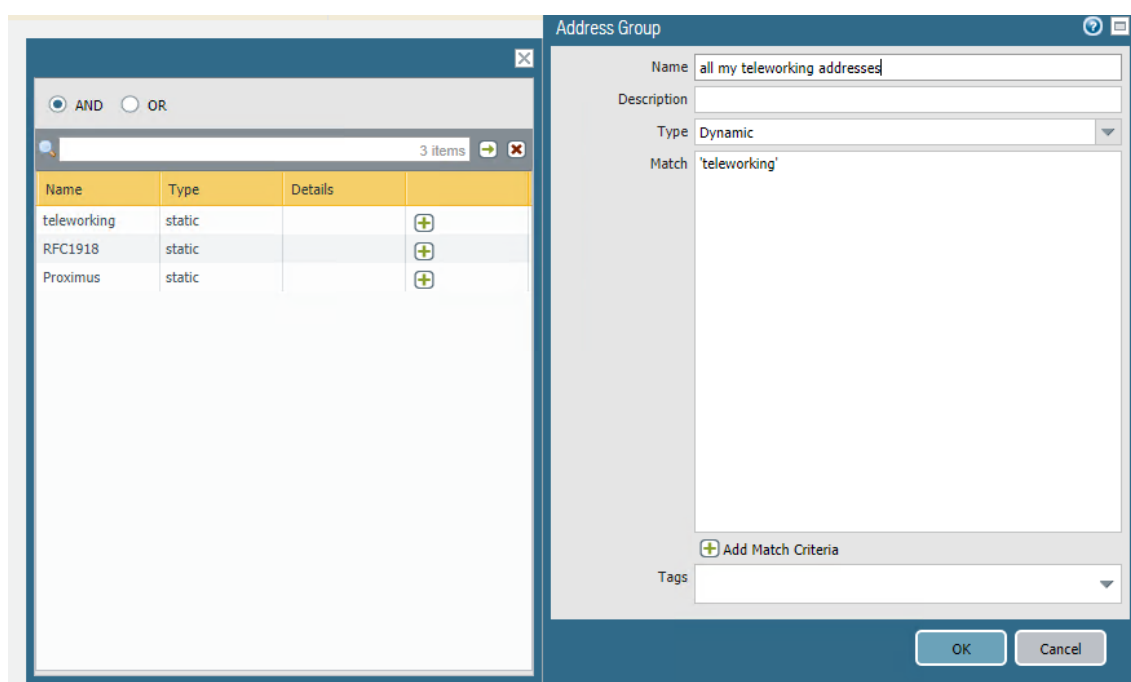 AND OR
3 items
Name Type Details
teleworking static
RFC1918 static
Proximus static
Address Group
Name all my teleworking addresses
Description
Type Dynamic
Match 'teleworking'
Add Match Criteria
Tags
OK Cancel